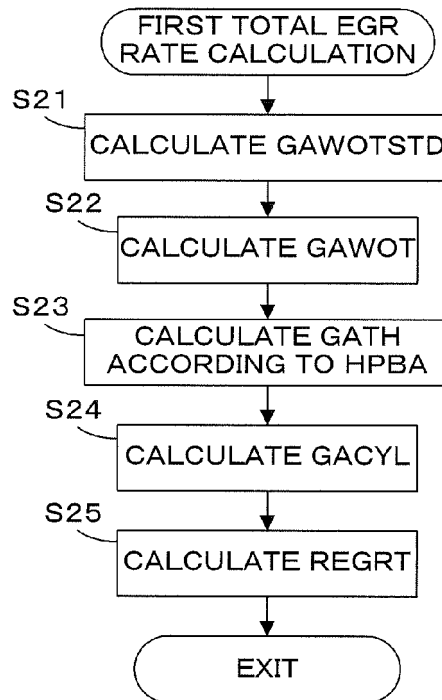 FIRST TOTAL EGR
RATE CALCULATION
S21
CALCULATE GAWOTSTD
S22
CALCULATE GAWOT
S23
CALCULATE GATH
ACCORDING TO HPBA
S24
CALCULATE GACYL
S25
CALCULATE REGRT
EXIT